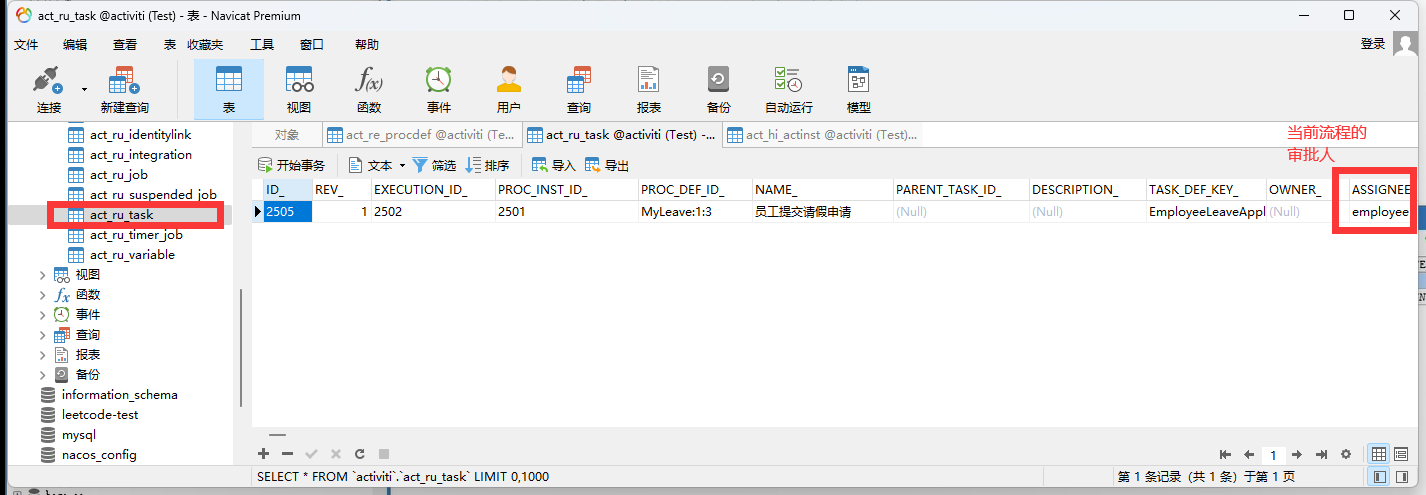 act_ru_task @activiti (Test) - 表 - Navicat Premium
文件 编辑 查看 表 收藏夹 工具 窗口 帮助 登录
连接 新建查询 表 视图 函数 事件 用户 查询 报表 备份 自动运行 模型
f(x)
对象 act_re_procdef @activiti (Te... act_ru_task @activiti (Test) -... act_hi_actinst @activiti (Test)...
当前流程的
审批人
开始事务 文本 筛选 排序 导入 导出
act_ru_identitylink
act_ru_integration
act_ru_job
act_ru_suspended_job
act_ru_task
act_ru_timer_job
act_ru_variable
视图
fx 函数
事件
查询
报表
备份
information_schema
leetcode-test
mysql
nacos_config
ID_ REV_ EXECUTION_ID_ PROC_INST_ID_ PROC_DEF_ID_ NAME_ PARENT_TASK_ID_ DESCRIPTION_ TASK_DEF_KEY_ OWNER_ ASSIGNEE
2505 1 2502 2501 MyLeave:1:3 员工提交请假申请 (Null) (Null) EmployeeLeaveAppl (Null) employee
1
SELECT * FROM `activiti`.`act_ru_task` LIMIT 0,1000
第 1 条记录（共 1 条）于第 1 页